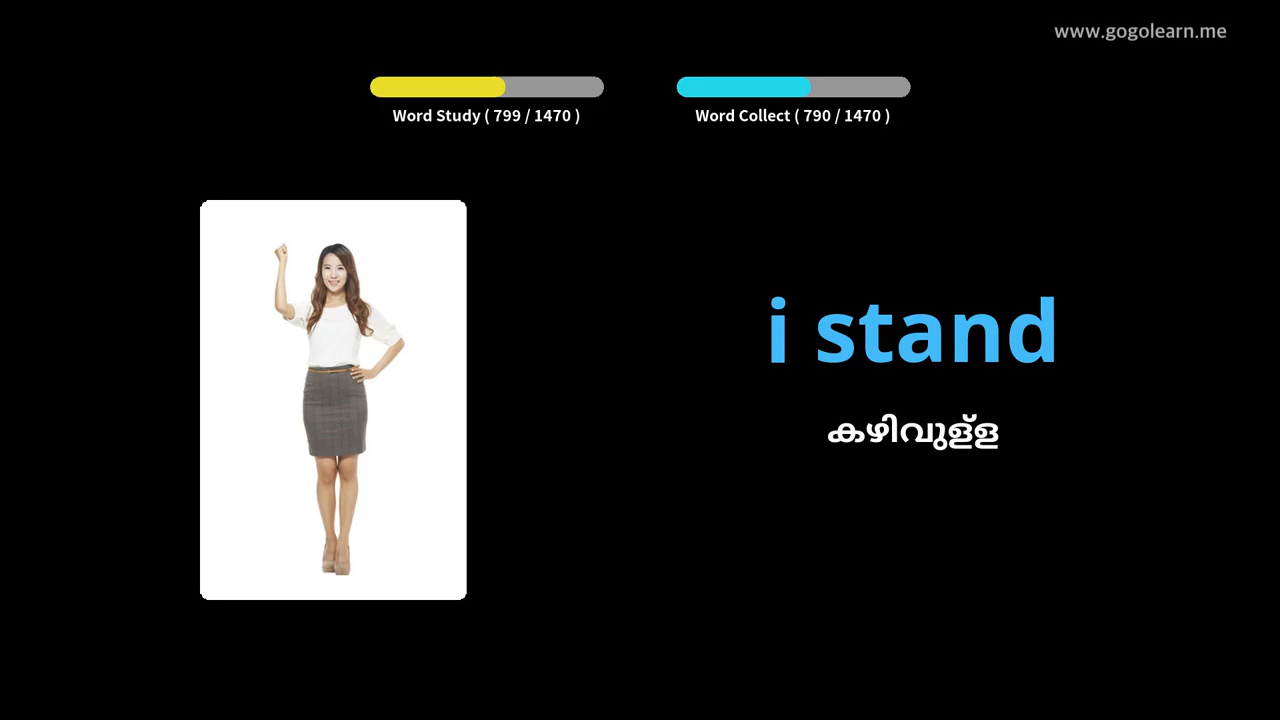 www.gogolearn.me
Word Study ( 799 / 1470 )
Word Collect ( 790 / 1470 )
i stand
കഴിവുള്ള